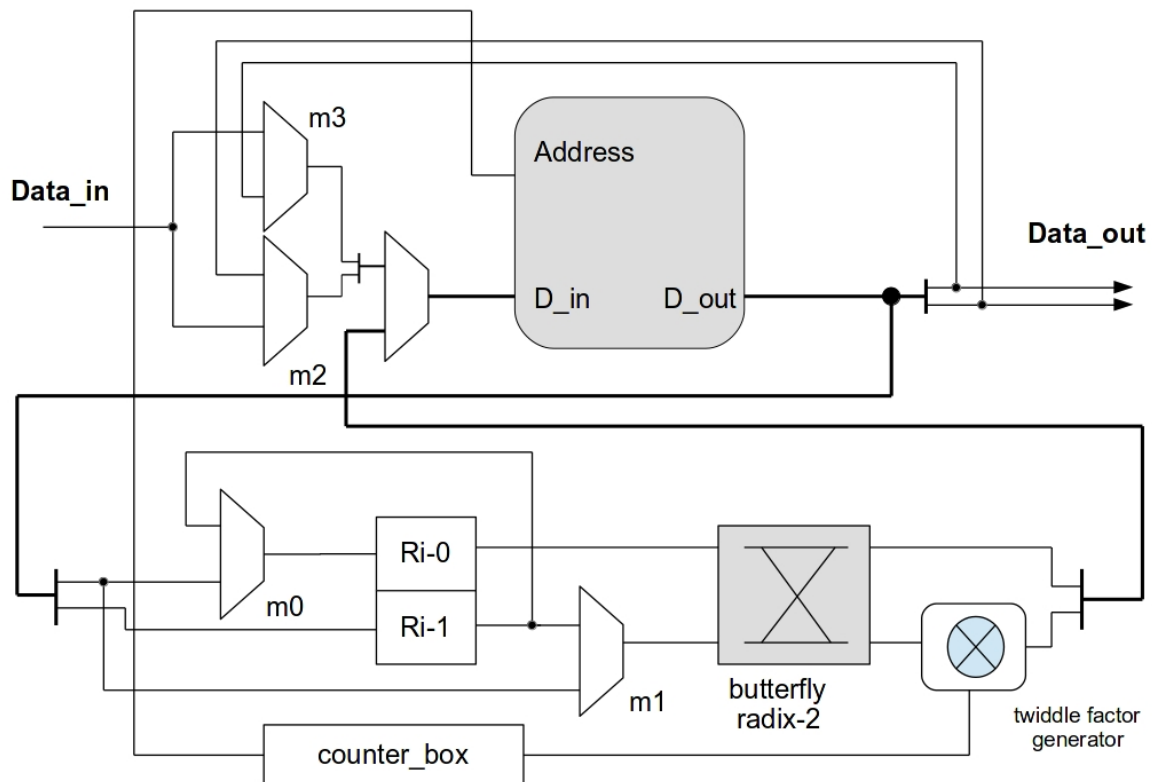 m3
Address
Data_in
Data_out
D_in
D_out
m2
Ri-0
m0
Ri-1
m1
butterfly
radix-2
twiddle factor
generator
counter_box